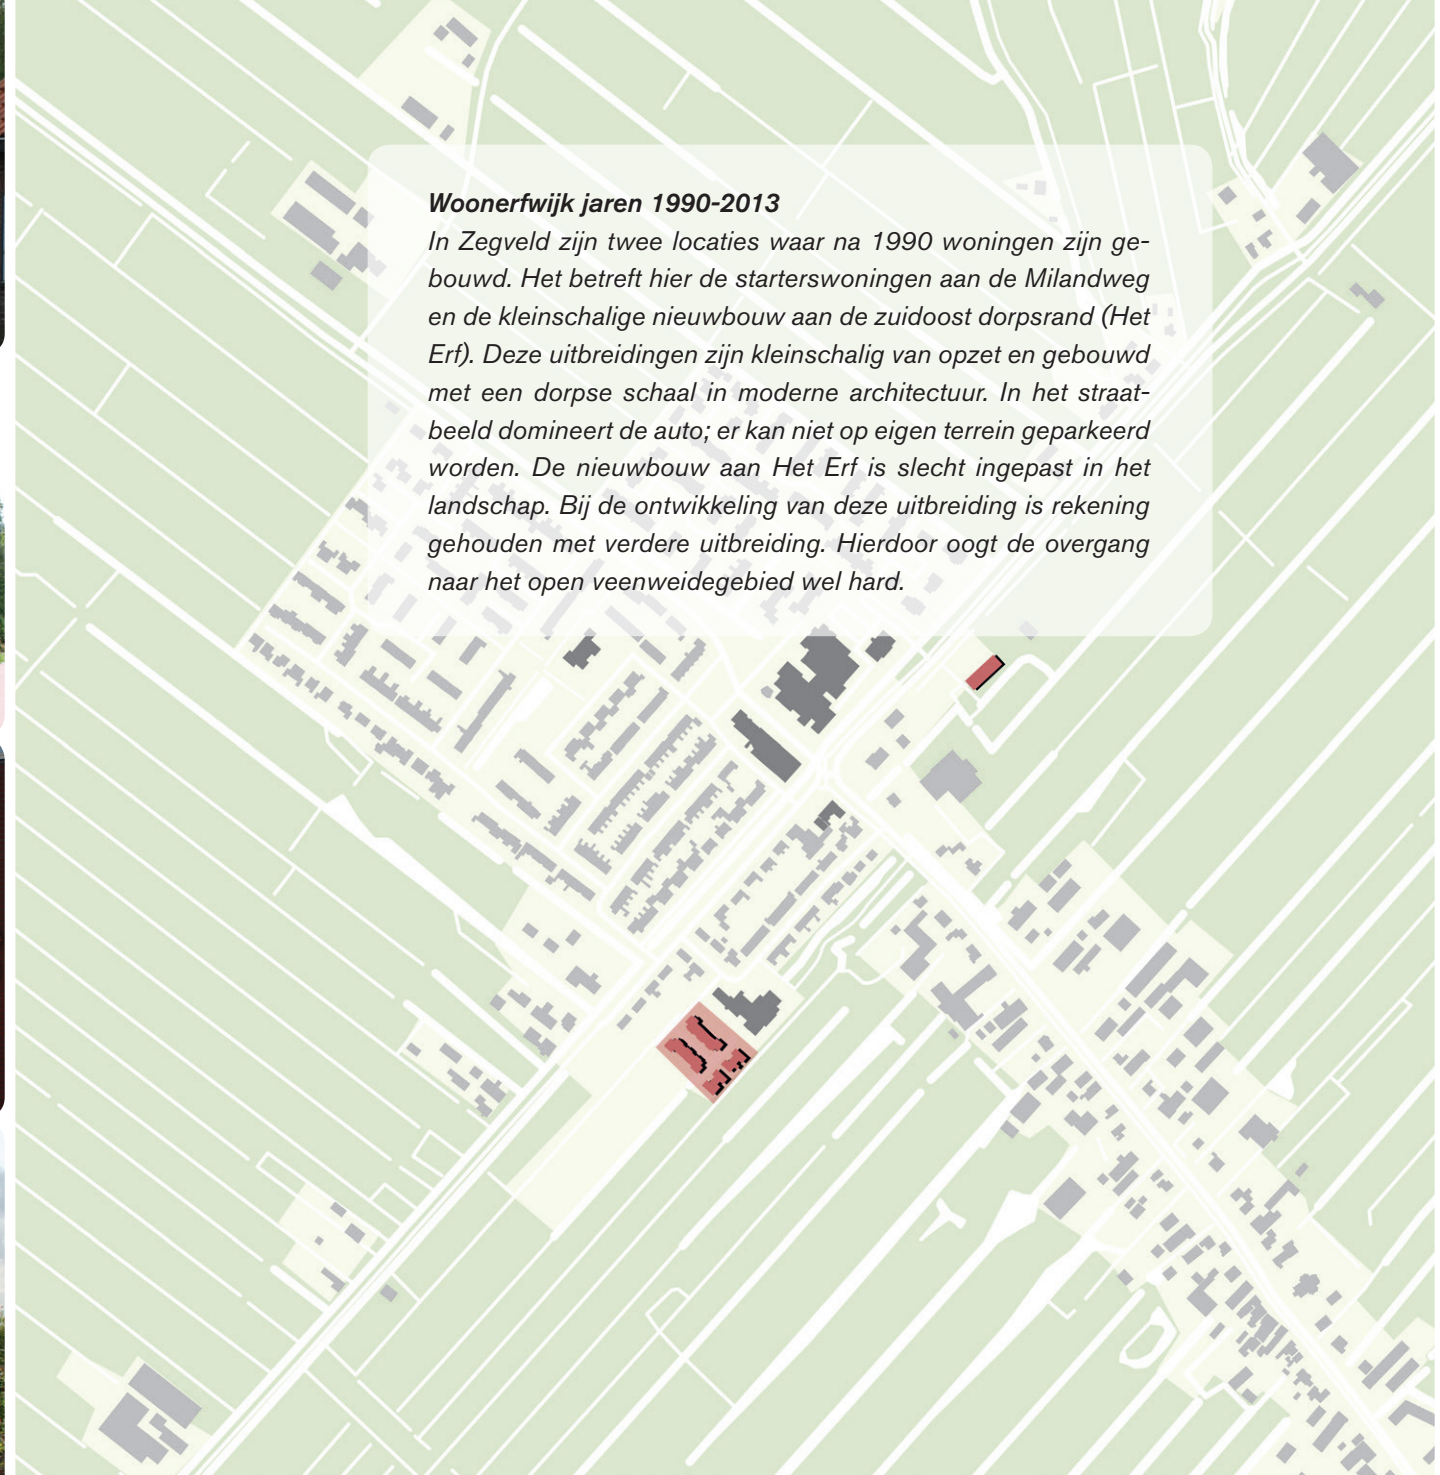 Woonerfwijk jaren 1990-2013
In Zegveld zijn twee locaties waar na 1990 woningen zijn ge-
bouwd. Het betreft hier de starterswoningen aan de Milandweg
en de kleinschalige nieuwbouw aan de zuidoost dorpsrand (Het
Erf). Deze uitbreidingen zijn kleinschalig van opzet en gebouwd
met een dorpse schaal in moderne architectuur. In het straat-
beeld domineert de auto; er kan niet op eigen terrein geparkeerd
worden. De nieuwbouw aan Het Erf is slecht ingepast in het
landschap. Bij de ontwikkeling van deze uitbreiding is rekening
gehouden met verdere uitbreiding. Hierdoor oogt de overgang
naar het open veenweidegebied wel hard.